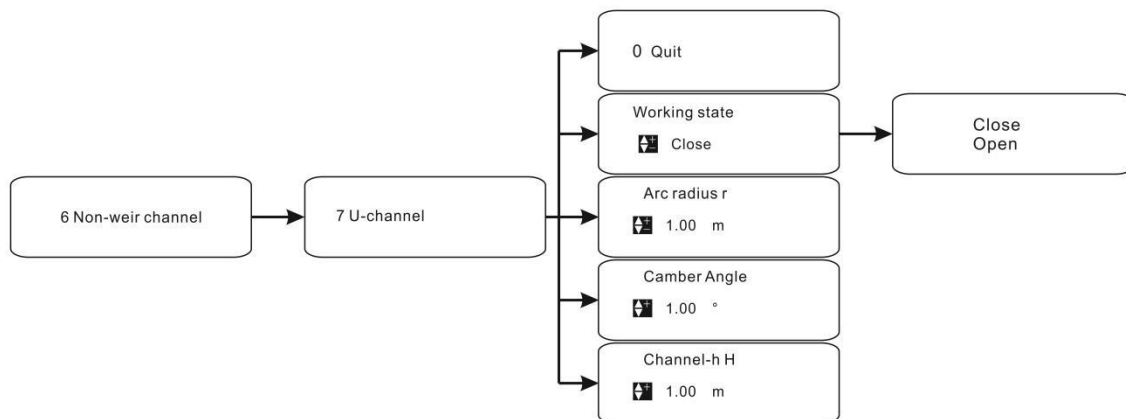 6 Non-weir channel
7 U-channel
0 Quit
Working state
Close
Close
Open
Arc radius r
1.00 m
Camber Angle
1.00 °
Channel-h H
1.00 m